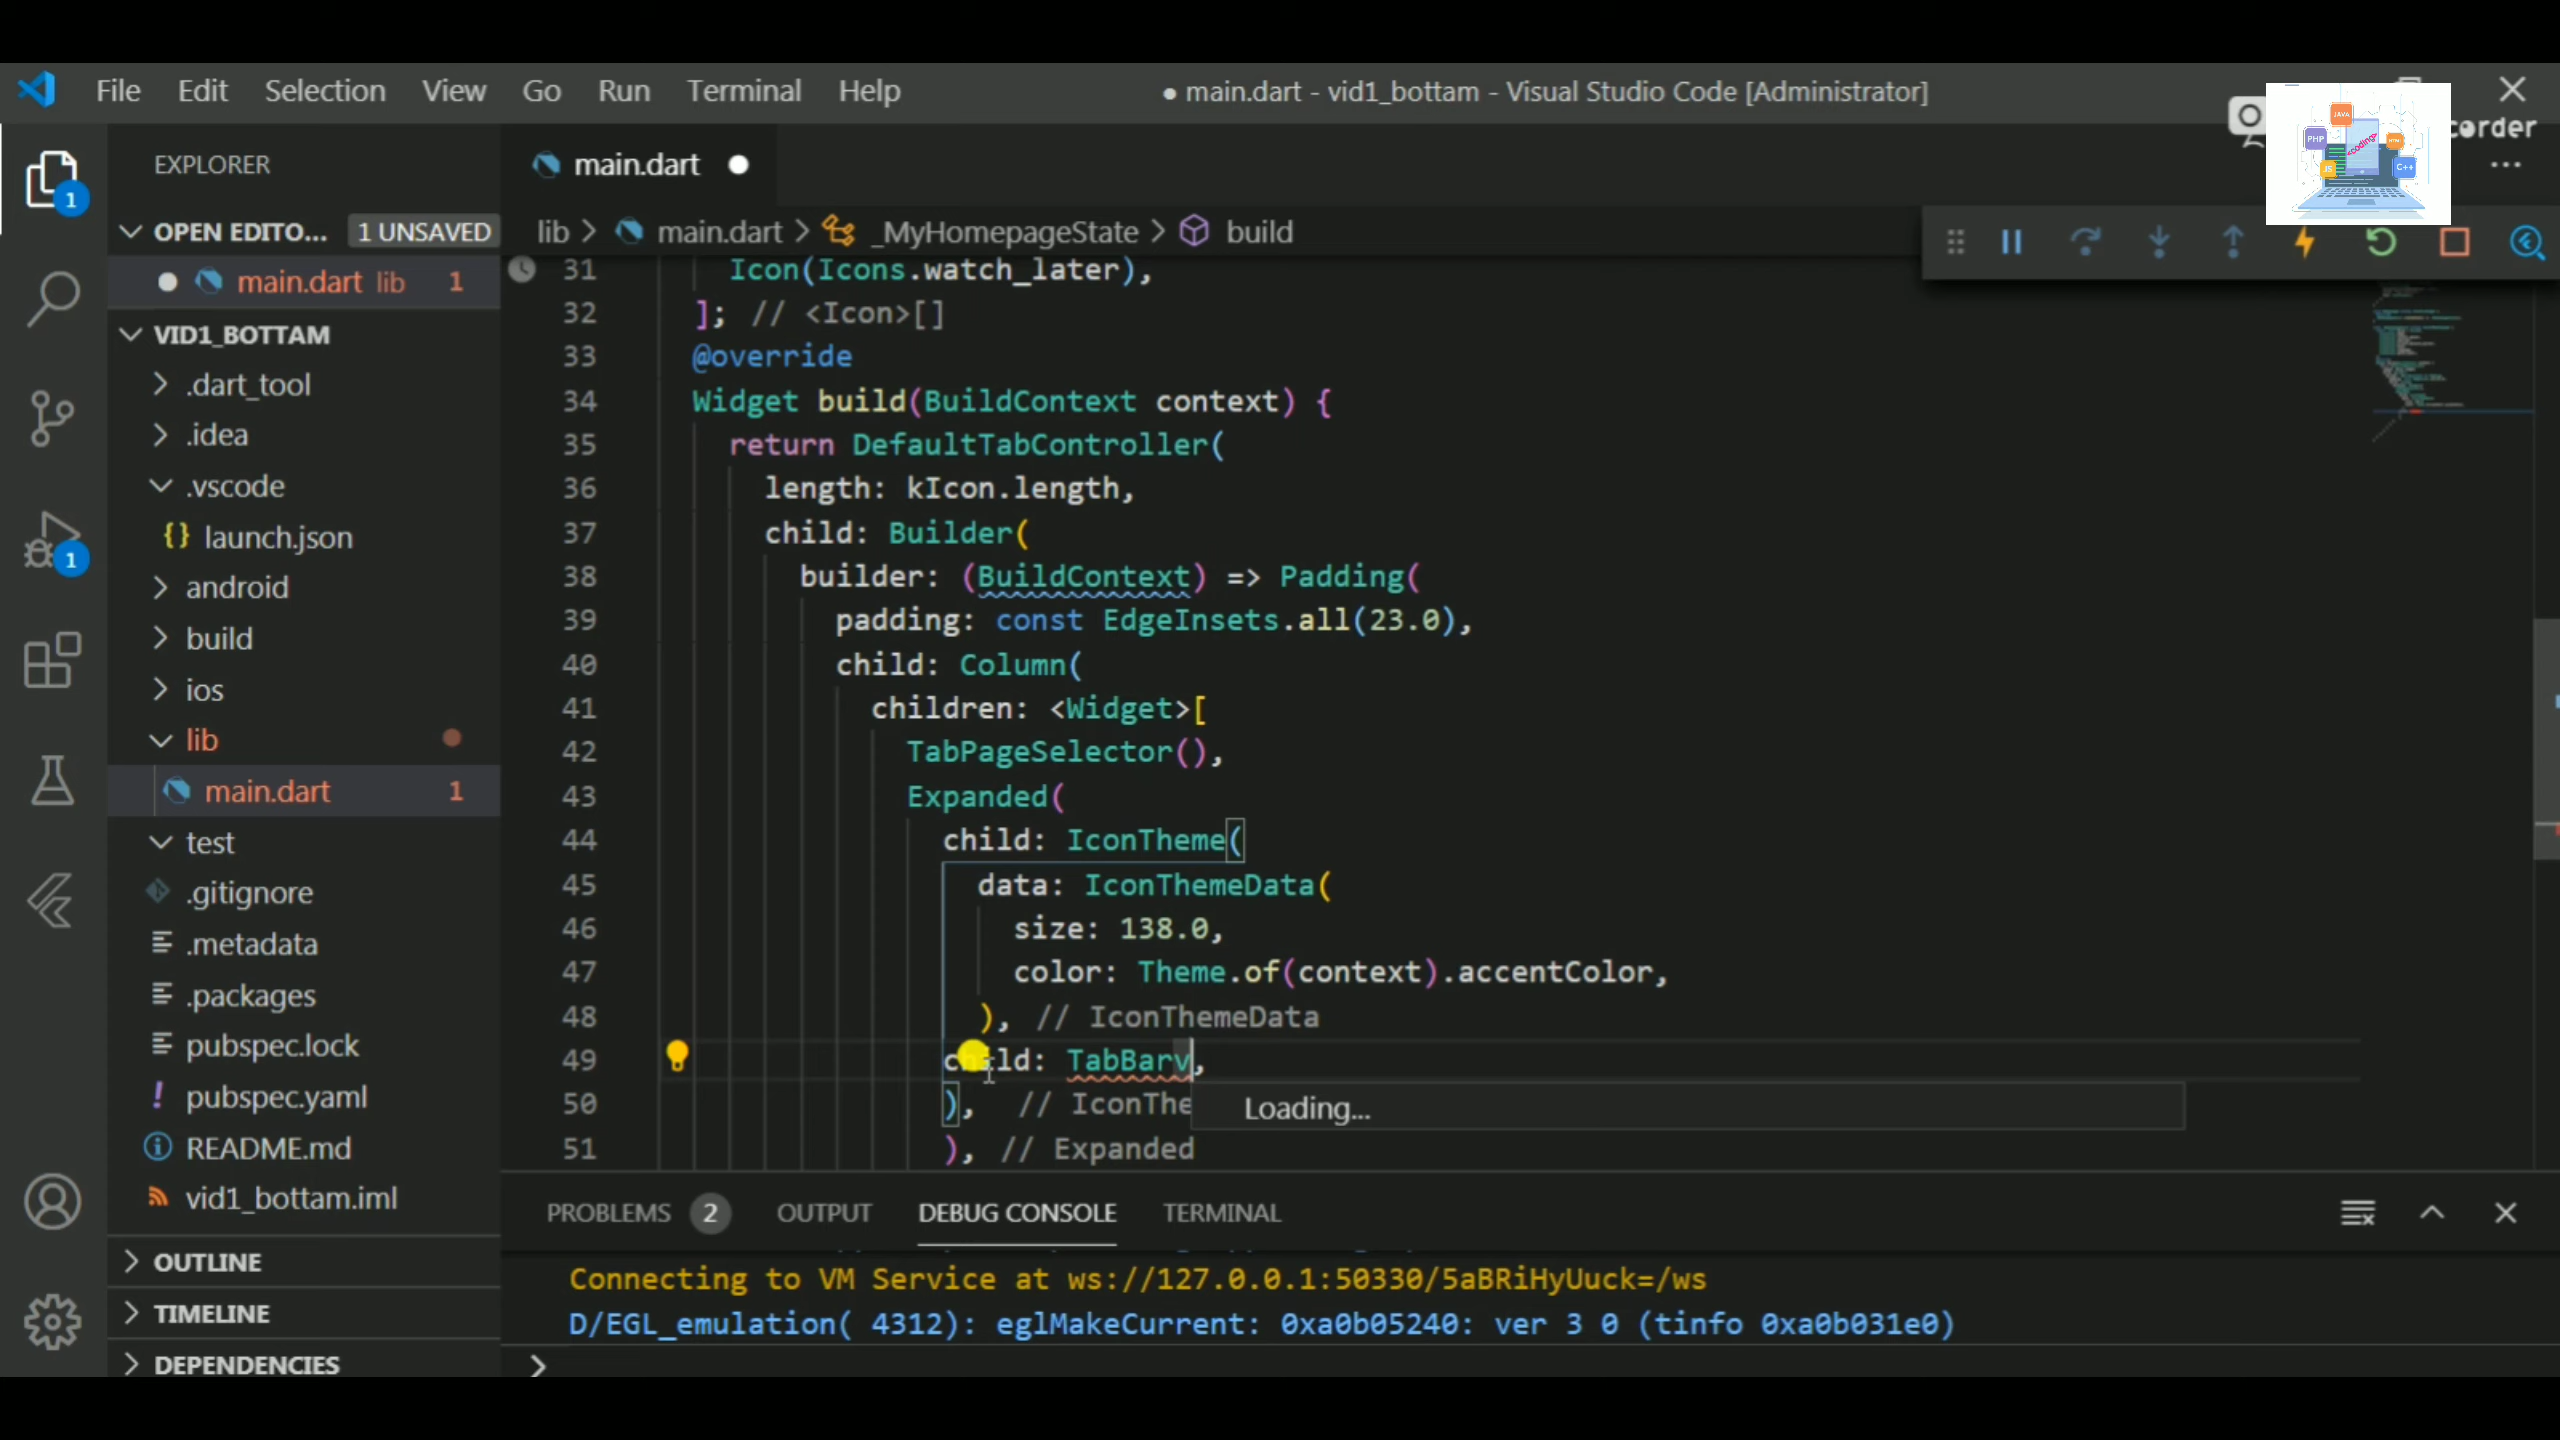 File Edit Selection View Go Run Terminal Help
● main.dart - vid1_bottam - Visual Studio Code [Administrator]
corder
JAVA
PHP
coding
JS
C++
EXPLORER
main.dart
OPEN EDITO... 1 UNSAVED
lib > main.dart > _MyHomepageState > build
main.dart lib 1
VID1_BOTTAM
.dart_tool
.idea
.vscode
{} launch.json
android
build
ios
lib
main.dart 1
test
.gitignore
.metadata
.packages
pubspec.lock
! pubspec.yaml
README.md
vid1_bottam.iml
OUTLINE
TIMELINE
DEPENDENCIES
1
1
31 Icon(Icons.watch_later),
32 ]; // <Icon>[]
33 @override
34 Widget build(BuildContext context) {
35 return DefaultTabController(
36 length: kIcon.length,
37 child: Builder(
38 builder: (BuildContext) => Padding(
39 padding: const EdgeInsets.all(23.0),
40 child: Column(
41 children: <Widget>[
42 TabPageSelector(),
43 Expanded(
44 child: IconTheme(
45 data: IconThemeData(
46 size: 138.0,
47 color: Theme.of(context).accentColor,
48 ), // IconThemeData
49 child: TabBarv,
50 ), // IconThe
Loading...
51 ), // Expanded
PROBLEMS 2 OUTPUT DEBUG CONSOLE TERMINAL
Connecting to VM Service at ws://127.0.0.1:50330/5aBRiHyUuck=/ws
D/EGL_emulation( 4312): eglMakeCurrent: 0xa0b05240: ver 3 0 (tinfo 0xa0b031e0)